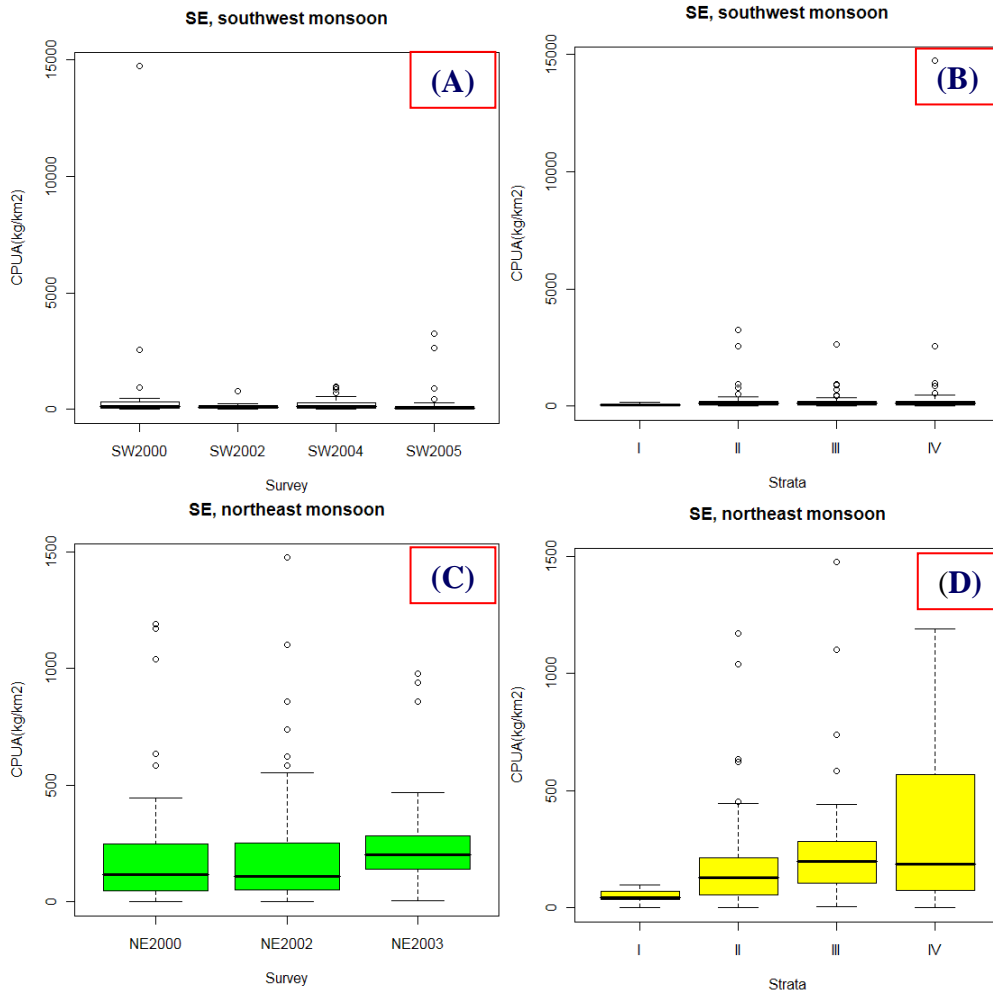 SE, southwest monsoon
(A)
15000
10000
5000
0
CPUA(kg/km2)
SW2000 SW2002 SW2004 SW2005
Survey
SE, southwest monsoon
(B)
15000
10000
5000
0
CPUA(kg/km2)
I II III IV
Strata
SE, northeast monsoon
(C)
1500
1000
500
0
CPUA(kg/km2)
NE2000 NE2002 NE2003
Survey
SE, northeast monsoon
(D)
1500
1000
500
0
CPUA(kg/km2)
I II III IV
Strata